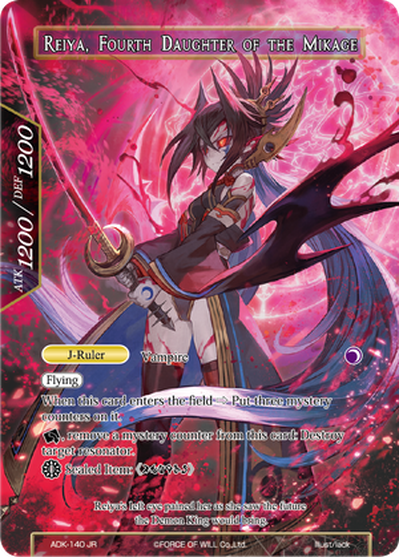 REIYA, FOURTH DAUGHTER OF THE MIKAGE
ATK 1200 / DEF 1200
J-Ruler Vampire
Flying
When this card enters the field → Put three mystery
counters on it.
, remove a mystery counter from this card: Destroy
target resonator.
Sealed Item:
Reiya's left eye pained her as she saw the future
the Demon King would bring.
ADK-140 JR ©FORCE OF WILL Co.,Ltd. Illust/lack